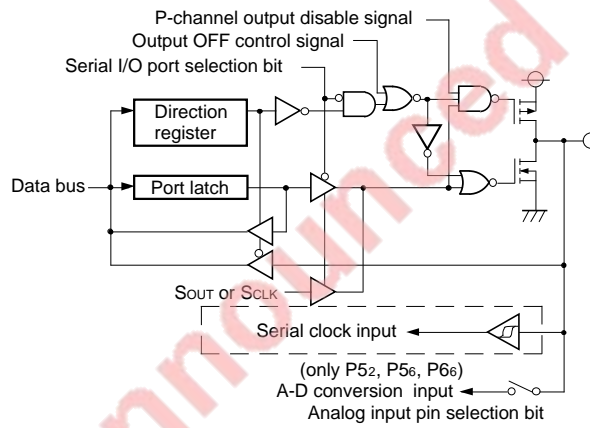 P-channel output disable signal
Output OFF control signal
Serial I/O port selection bit
Direction
register
Data bus
Port latch
SOUT or SCLK
Serial clock input
(only P52, P56, P66)
A-D conversion input
Analog input pin selection bit
nnounced